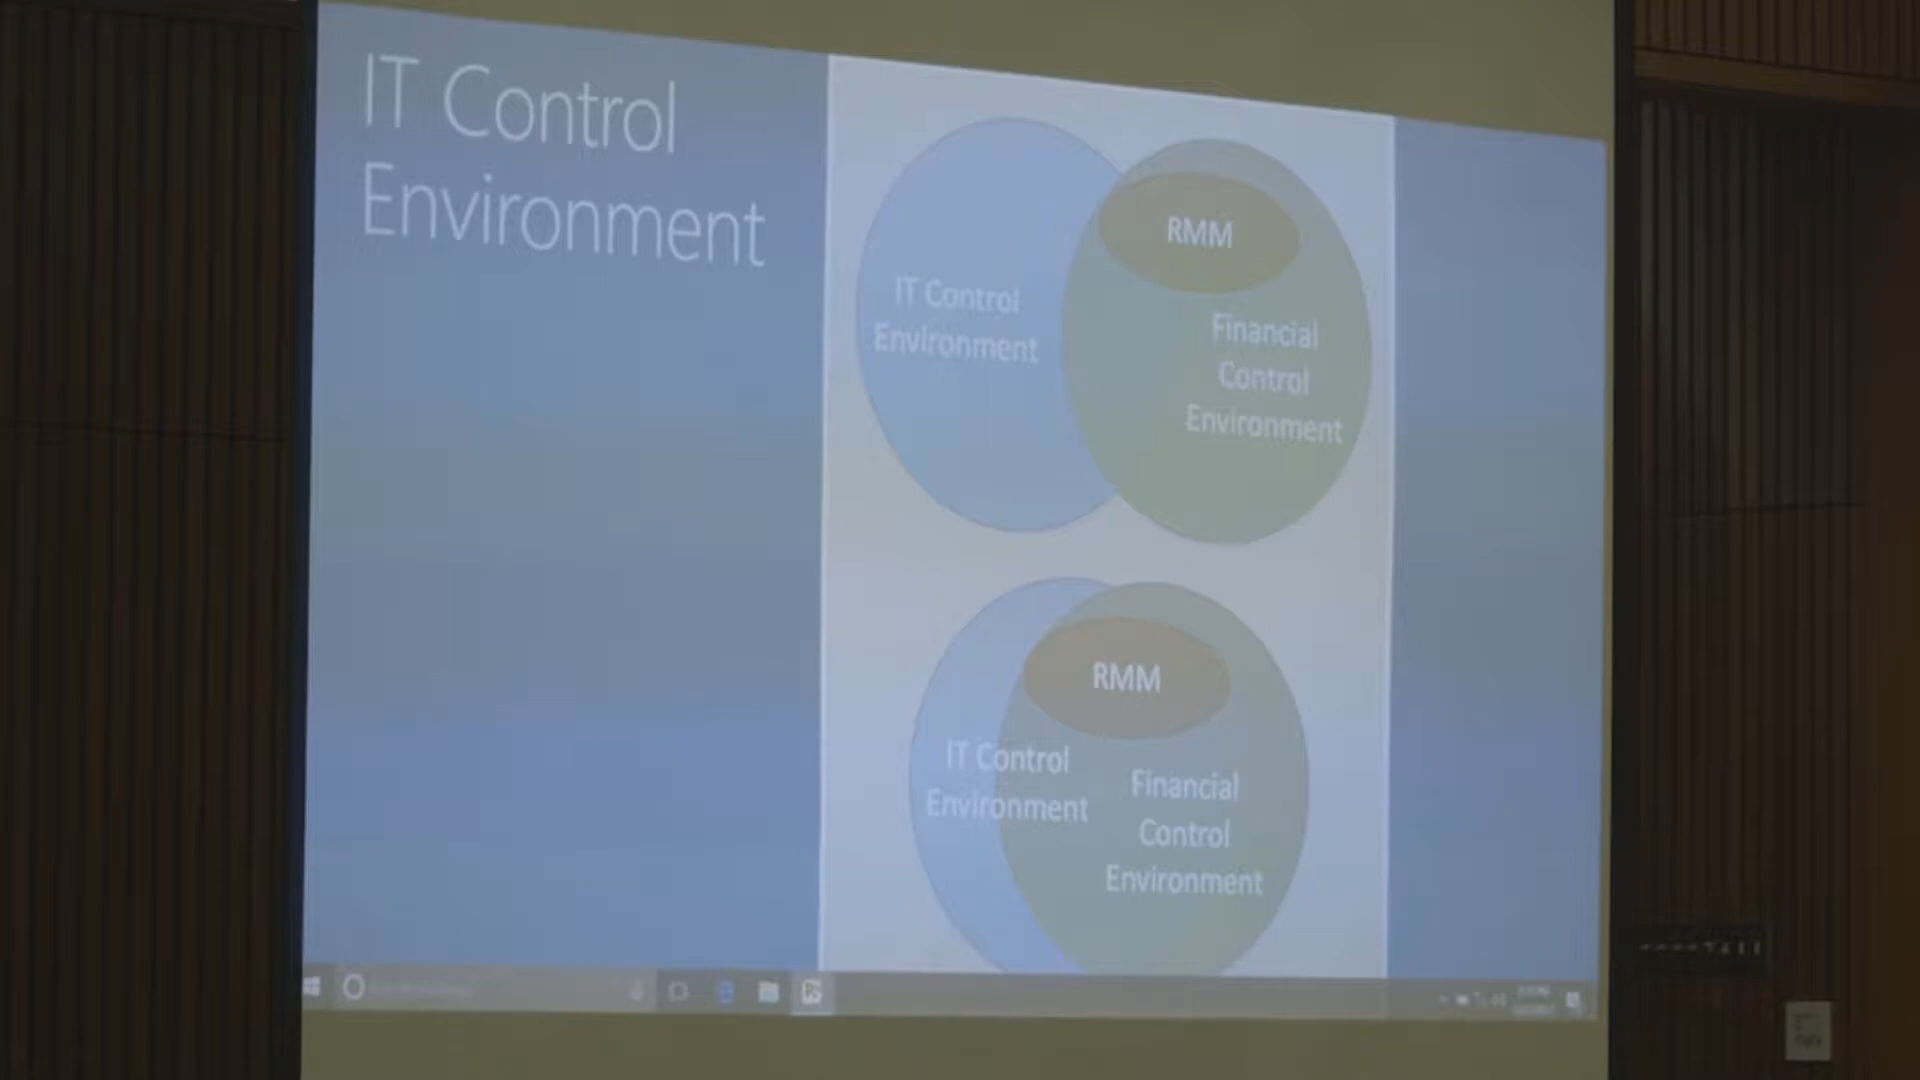 IT Control
Environment
RMM
IT Control
Environment
Financial
Control
Environment
RMM
IT Control
Environment
Financial
Control
Environment